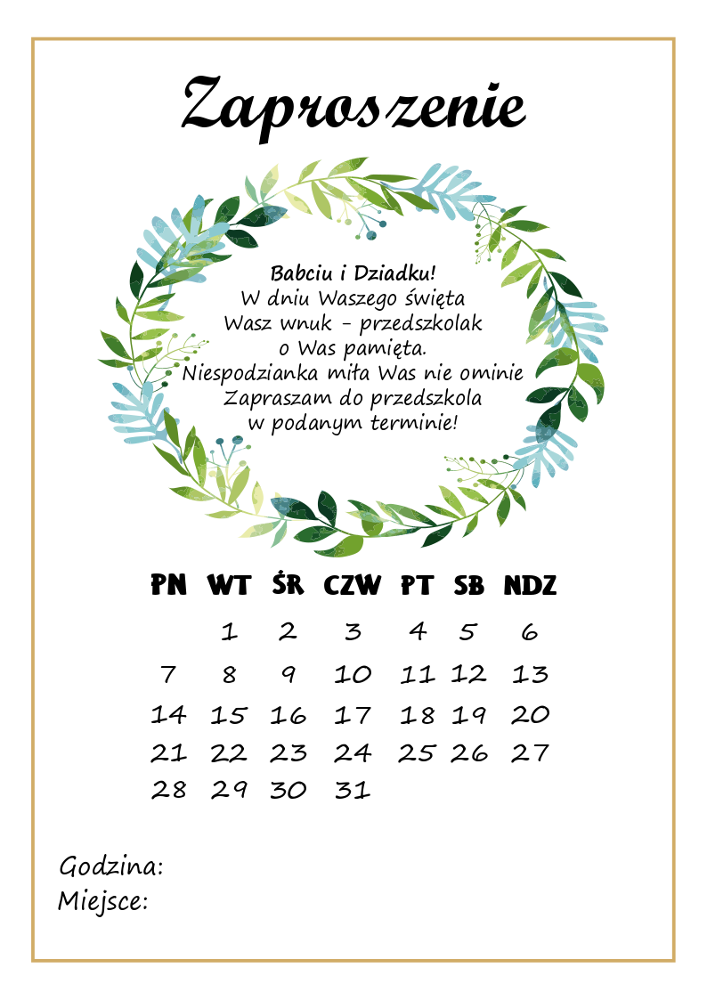 Zaproszenie
Babciu i Dziadku!
W dniu Waszego święta
Wasz wnuk - przedszkolak
o Was pamięta.
Niespodzianka miła Was nie ominie
Zapraszam do przedszkola
w podanym terminie!
PN WT ŚR CZW PT SB NDZ
1 2 3 4 5 6
7 8 9 10 11 12 13
14 15 16 17 18 19 20
21 22 23 24 25 26 27
28 29 30 31
Godzina:
Miejsce: